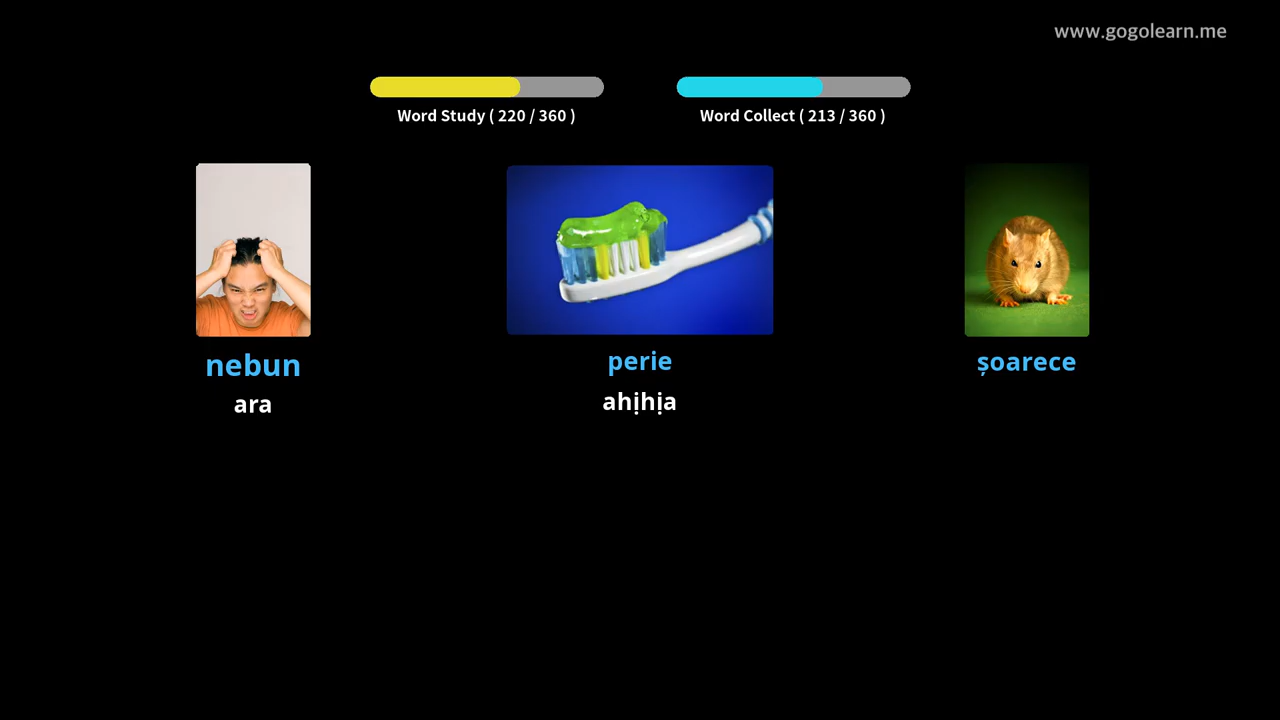 www.gogolearn.me
Word Study ( 220 / 360 )
Word Collect ( 213 / 360 )
nebun
ara
perie
ahịhịa
șoarece